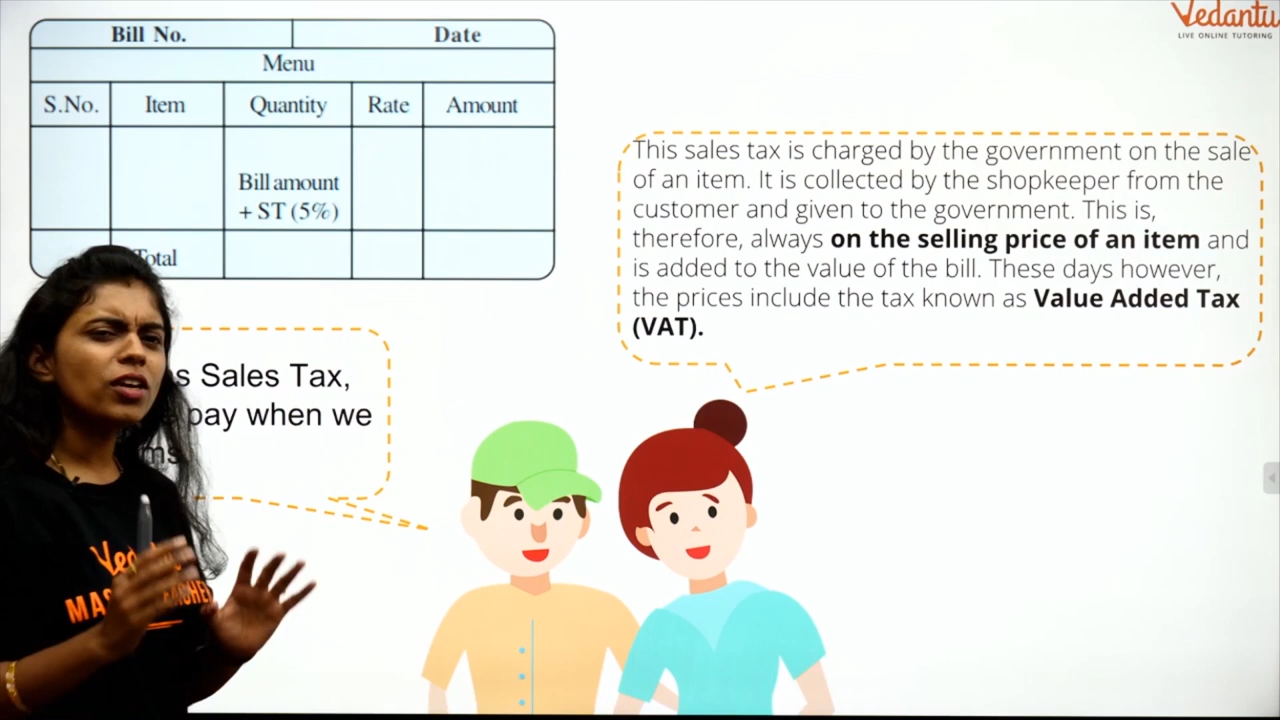 Vedantu
LIVE ONLINE TUTORING
Bill No. Date
Menu
S.No. Item Quantity Rate Amount
Bill amount
+ ST (5%)
Total
This sales tax is charged by the government on the sale
of an item. It is collected by the shopkeeper from the
customer and given to the government. This is,
therefore, always on the selling price of an item and
is added to the value of the bill. These days however,
the prices include the tax known as Value Added Tax
(VAT).
Sales Tax,
pay when we